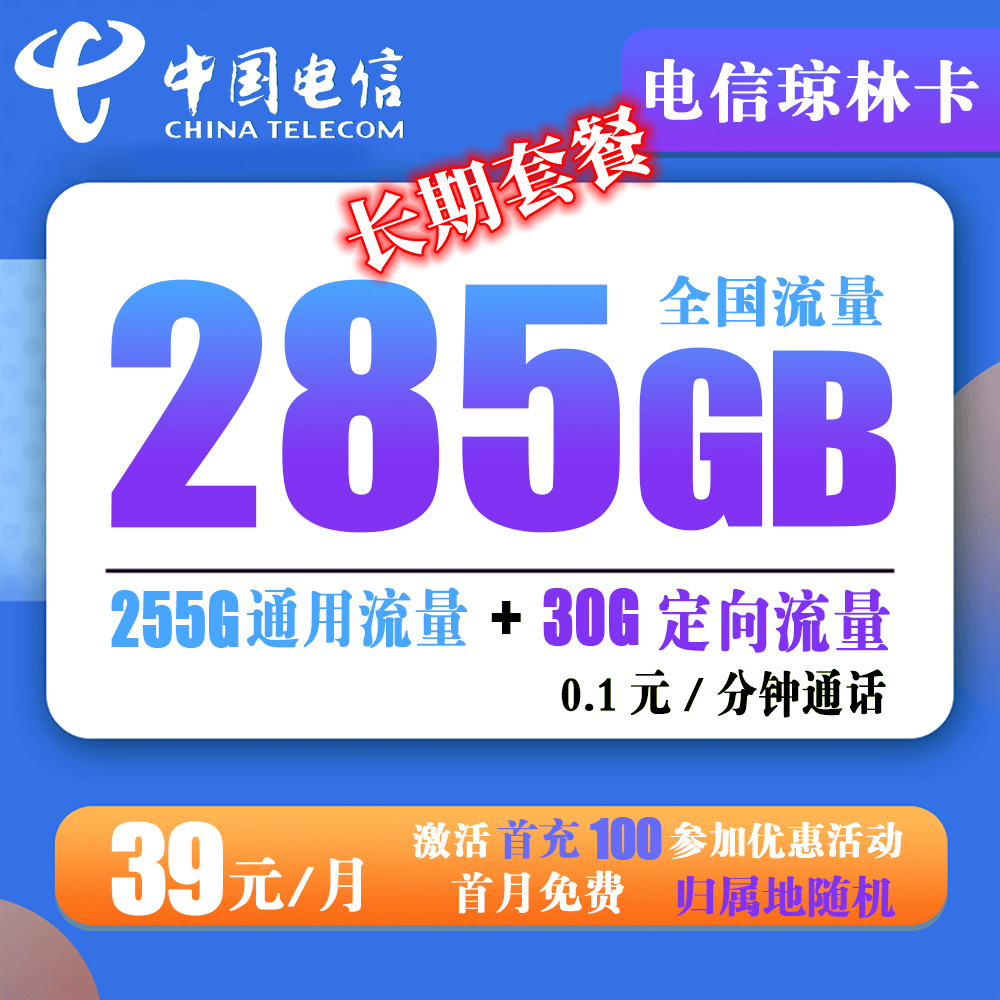 中国电信
CHINA TELECOM
电信琼林卡
长期套餐
全国流量
285GB
255G通用流量 + 30G 定向流量
0.1 元 / 分钟通话
39元/月
激活 首充 100 参加优惠活动
首月免费 归属地随机